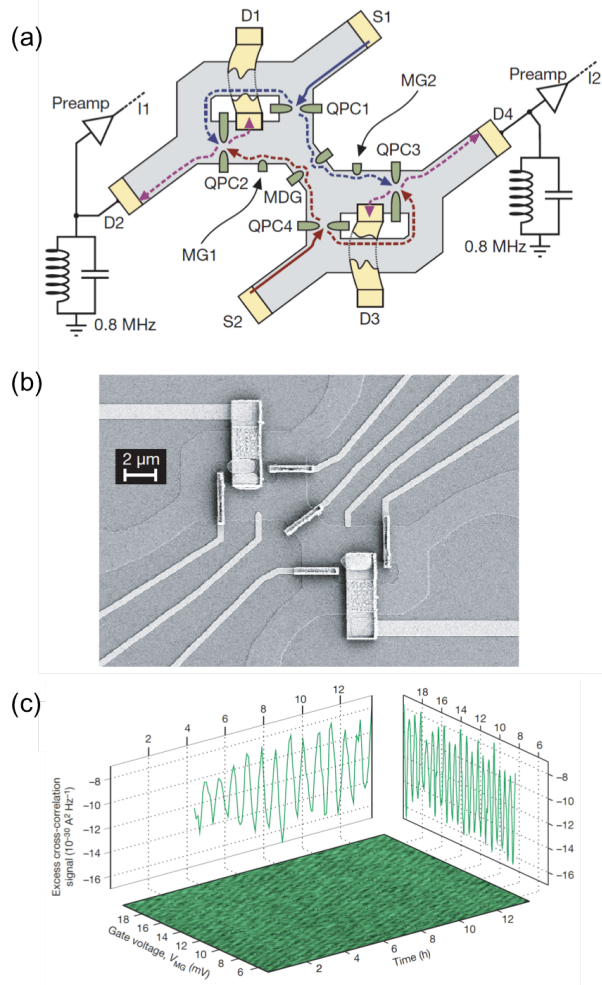 (a)
D1
S1
I2
Preamp
I1
Preamp
MG2
D4
QPC1
QPC3
QPC2
MDG
D2
MG1
QPC4
0.8 MHz
0.8 MHz
S2
D3
(b)
2 μm
(c)
2 4 6 8 10 12
18 16 14 12 10 8 6
−8
−10
−12
−14
−16
Excess cross-correlation
signal (10⁻³⁰ A² Hz⁻¹)
−8
−10
−12
−14
−16
18 16 14 12 10 8 6
Gate voltage, V_MG (mV)
2 4 6 8 10 12
Time (h)